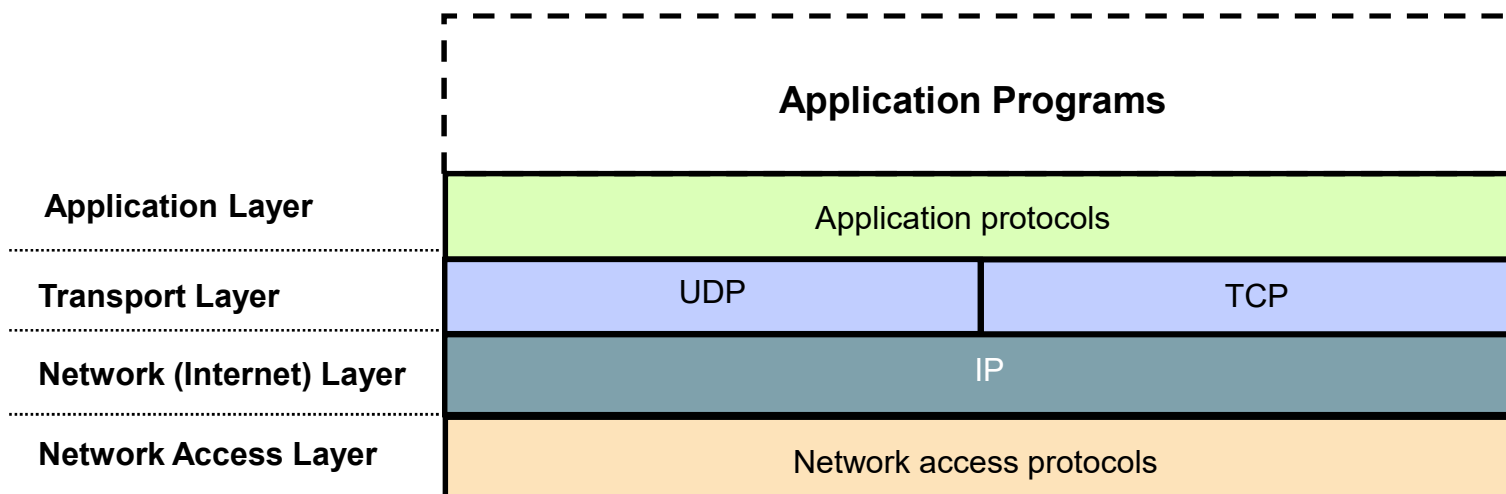 Application Programs
Application Layer
Application protocols
Transport Layer
UDP
TCP
Network (Internet) Layer
IP
Network Access Layer
Network access protocols